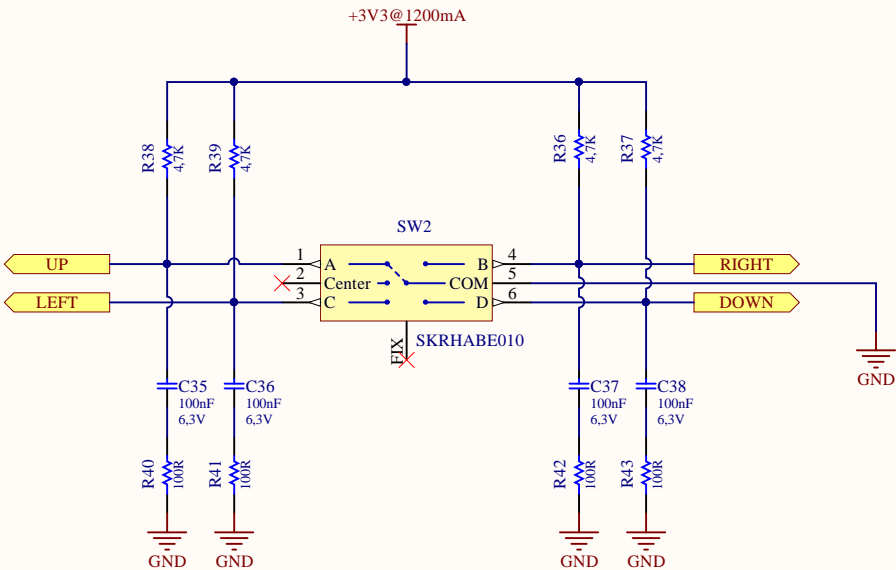 +3V3@1200mA
R38
4,7K
R39
4,7K
R36
4,7K
R37
4,7K
SW2
UP
1
A
B
4
RIGHT
2
Center
COM
5
LEFT
3
C
D
6
DOWN
FIX
SKRHABE010
GND
C35
100nF
6,3V
C36
100nF
6,3V
C37
100nF
6,3V
C38
100nF
6,3V
R40
100R
R41
100R
R42
100R
R43
100R
GND
GND
GND
GND